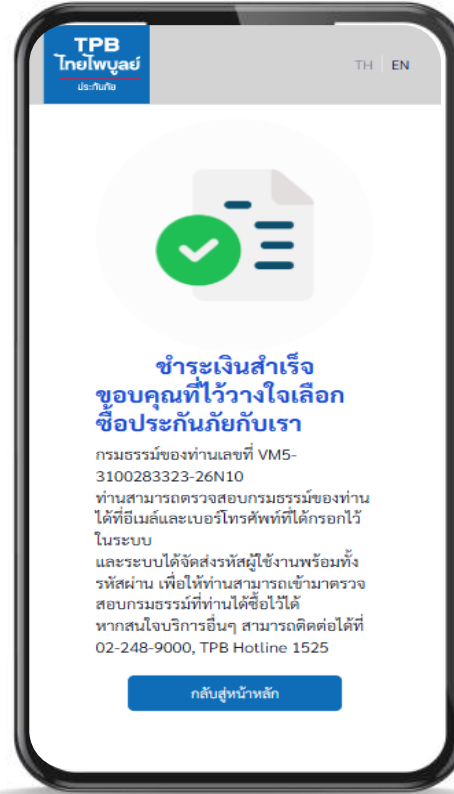 TPB
ไทยไพบูลย์
ประกันภัย
TH EN
ชำระเงินสำเร็จ
ขอบคุณที่ไว้วางใจเลือก
ซื้อประกันภัยกับเรา
กรมธรรม์ของท่านเลขที่ VM5-
3100283323-26N10
ท่านสามารถตรวจสอบกรมธรรม์ของท่าน
ได้ที่อีเมล์และเบอร์โทรศัพท์ที่ได้กรอกไว้
ในระบบ
และระบบได้จัดส่งรหัสผู้ใช้งานพร้อมทั้ง
รหัสผ่าน เพื่อให้ท่านสามารถเข้ามาตรวจ
สอบกรมธรรม์ที่ท่านได้ซื้อไว้ได้
หากสนใจบริการอื่นๆ สามารถติดต่อได้ที่
02-248-9000, TPB Hotline 1525
กลับสู่หน้าหลัก